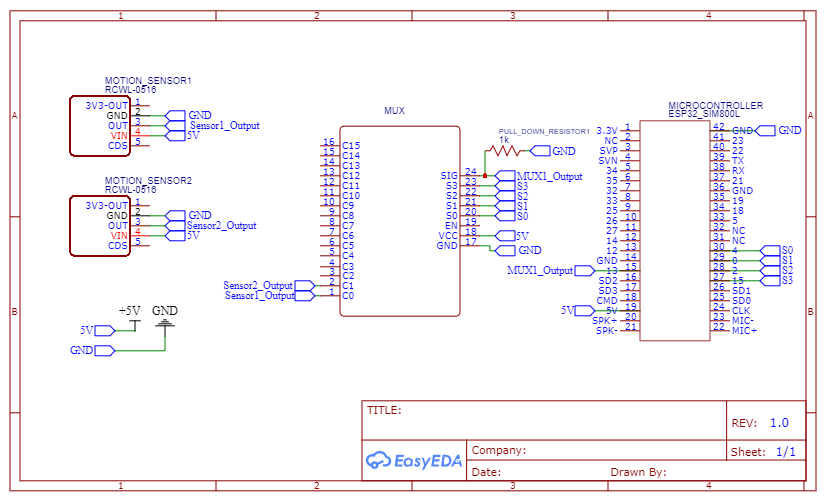 1 2 3 4
A A
B B
MOTION_SENSOR1
RCWL-0516
3V3-OUT 1
GND 2 GND
OUT 3 Sensor1_Output
VIN 4 5V
CDS 5
MOTION_SENSOR2
RCWL-0516
3V3-OUT 1
GND 2 GND
OUT 3 Sensor2_Output
VIN 4 5V
CDS 5
+5V GND
5V
GND
MUX
16 C15
15 C14
14 C13
13 C12
12 C11
11 C10
10 C9
9 C8
8 C7
7 C6
6 C5
5 C4
4 C3
3 C2
Sensor2_Output 2 C1
Sensor1_Output 1 C0
PULL_DOWN_RESISTOR1
1k
GND
SIG 24 MUX1_Output
S3 23 S3
S2 22 S2
S1 21 S1
S0 20 S0
EN 19
VCC 18 5V
GND 17 GND
MICROCONTROLLER
ESP32_SIM800L
3.3V 1
NC 2
SVP 3
SVN 4
34 5
35 6
32 7
33 8
25 9
26 10
27 11
14 12
12 13
GND 14
MUX1_Output 13 15
SD2 16
SD3 17
CMD 18
5V 5V 19
SPK+ 20
SPK- 21
42 GND GND
41 23
40 22
39 TX
38 RX
37 21
36 GND
35 19
34 18
33 5
32 NC
31 NC
30 4 S0
29 0 S1
28 2 S2
27 15 S3
26 SD1
25 SD0
24 CLK
23 MIC-
22 MIC+
TITLE:
REV: 1.0
EasyEDA
Company:
Sheet: 1/1
Date: Drawn By:
1 2 3 4